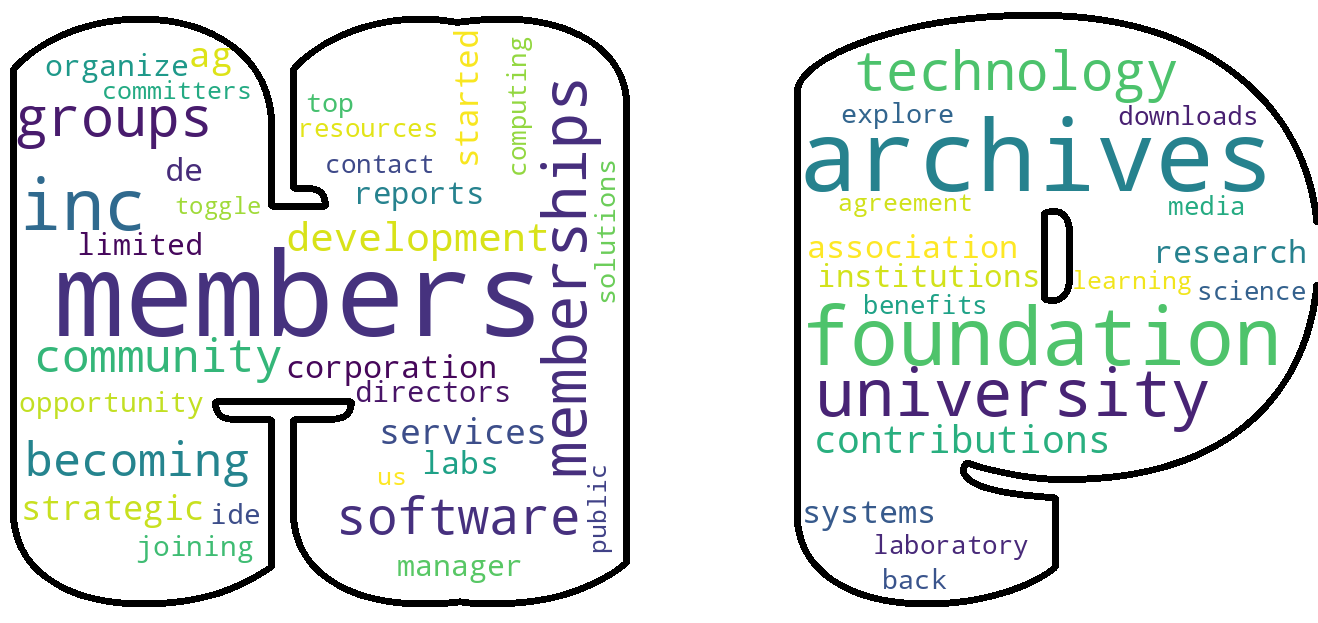 organize
ag
committers
groups
de
inc
toggle
limited
members
community
opportunity
becoming
strategic
ide
joining
top
resources
started
computing
contact
reports
memberships
solutions
development
corporation
directors
services
labs
us
software
public
manager
technology
explore
downloads
archives
agreement
media
association
research
institutions
learning
science
benefits
foundation
university
contributions
systems
laboratory
back